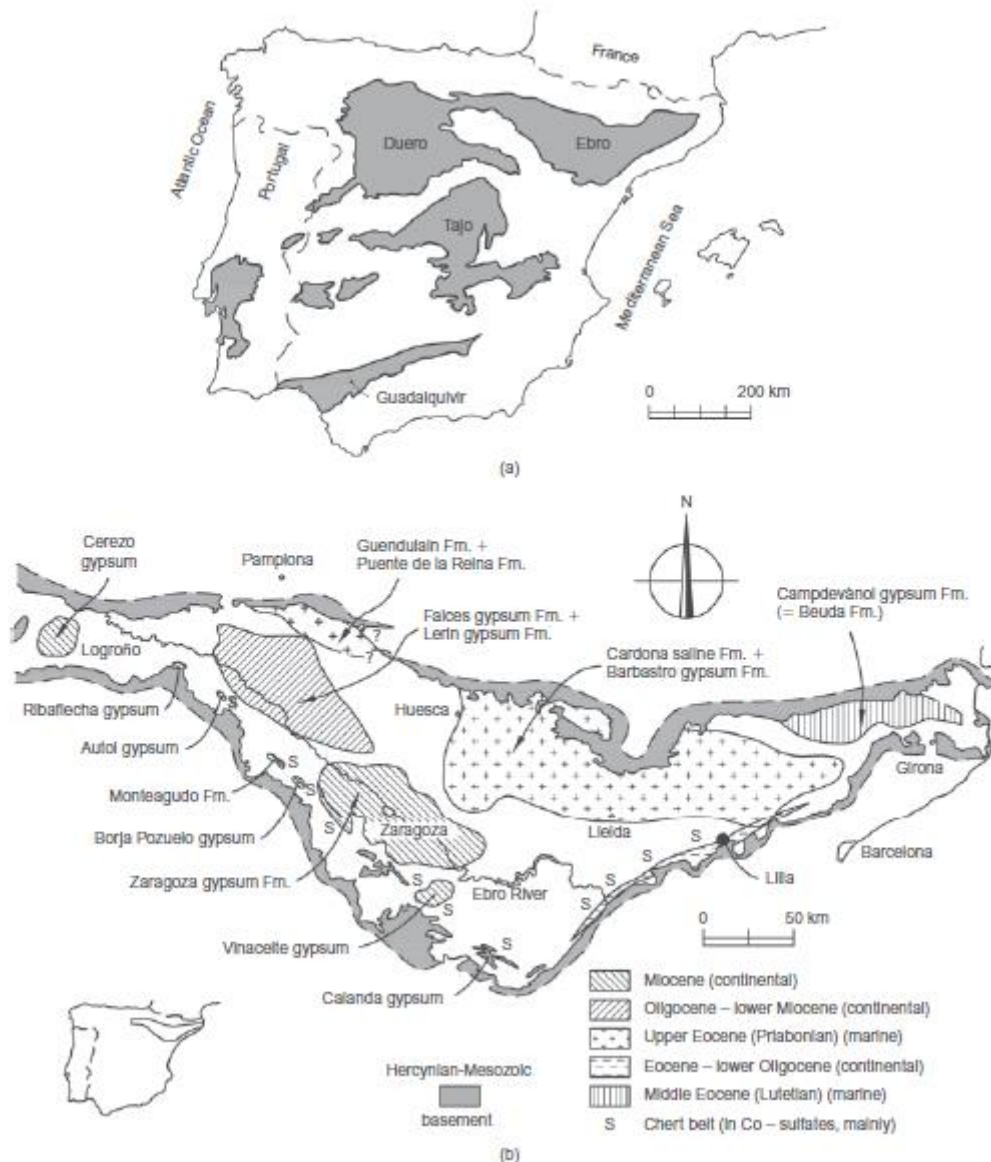 France
Atlantic Ocean
Portugal
Duero
Ebro
Tajo
Mediterranean Sea
Guadalquivir
0 200 km
(a)
N
Cerezo
gypsum
Pamplona
Guendulain Fm. +
Puente de la Reina Fm.
Falces gypsum Fm. +
Lerin gypsum Fm.
Campdevànol gypsum Fm.
(= Beuda Fm.)
Cardona saline Fm. +
Barbastro gypsum Fm.
?
?
Logroño
Ribaflecha gypsum
Huesca
Autol gypsum
Girona
S
Monteagudo Fm.
S
Borja Pozuelo gypsum
S
Zaragoza
Lleida
S
Barcelona
Zaragoza gypsum Fm.
S
Lilla
S
Ebro River
S
S
S
0 50 km
Vinaceite gypsum
S
Calanda gypsum
Miocene (continental)
Oligocene – lower Miocene (continental)
Upper Eocene (Priabonian) (marine)
Eocene – lower Oligocene (continental)
Middle Eocene (Lutetian) (marine)
S Chert belt (in Ca – sulfates, mainly)
Hercynian-Mesozoic
basement
(b)